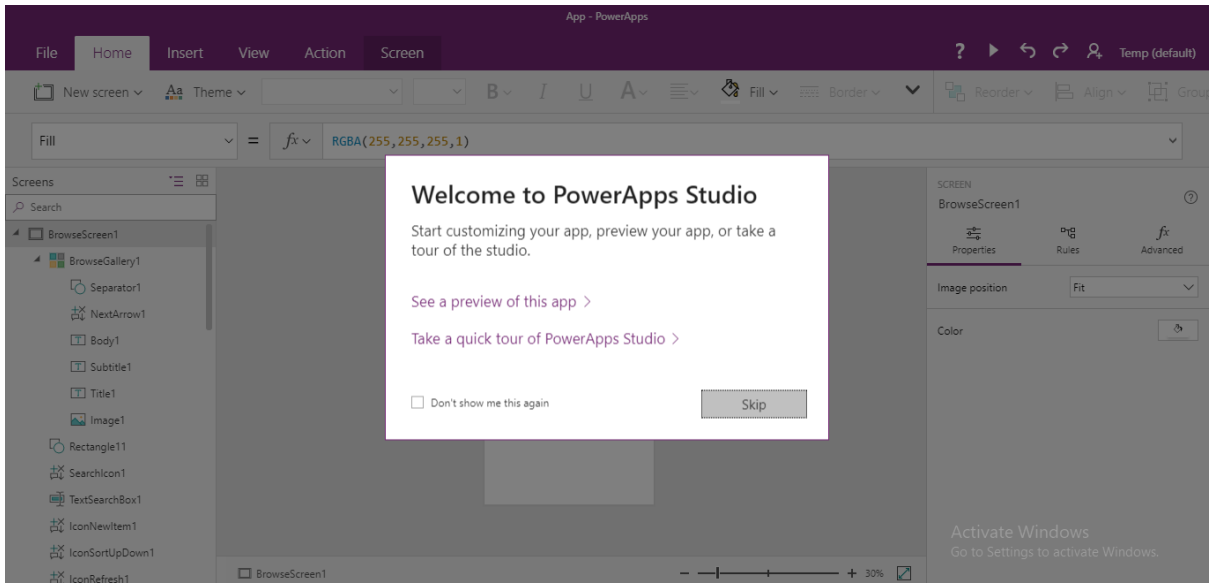 App - PowerApps
File Home Insert View Action Screen ? Temp (default)
New screen Aa Theme B I U A Fill Border Reorder Align Group
Fill = fx RGBA(255,255,255,1)
Screens
Search
BrowseScreen1
BrowseGallery1
Separator1
NextArrow1
Body1
Subtitle1
Title1
Image1
Rectangle11
SearchIcon1
TextSearchBox1
IconNewItem1
IconSortUpDown1
IconRefresh1
Welcome to PowerApps Studio
Start customizing your app, preview your app, or take a
tour of the studio.
See a preview of this app
Take a quick tour of PowerApps Studio
Don't show me this again
Skip
SCREEN
BrowseScreen1
Properties Rules fx Advanced
Image position Fit
Color
Activate Windows
Go to Settings to activate Windows.
BrowseScreen1 − + 30%